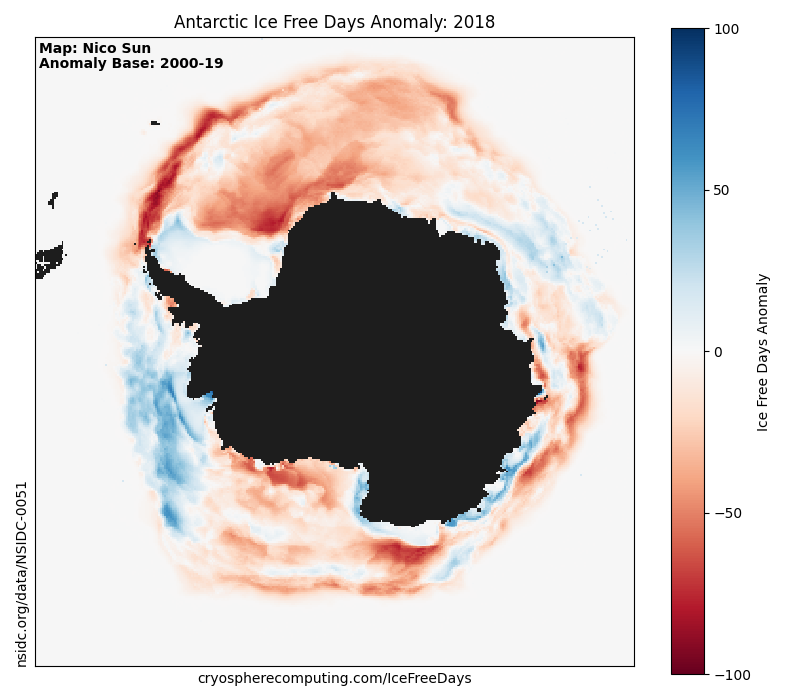 Antarctic Ice Free Days Anomaly: 2018
Map: Nico Sun
Anomaly Base: 2000-19
100
50
0
−50
−100
Ice Free Days Anomaly
nsidc.org/data/NSIDC-0051
cryospherecomputing.com/IceFreeDays